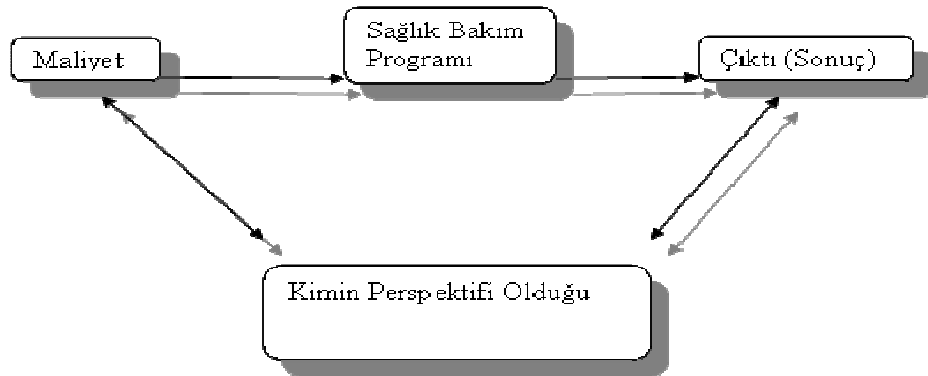 Maliyet
Sağlık Bakım
Programı
Çıktı (Sonuç)
Kimin Perspektifi Olduğu